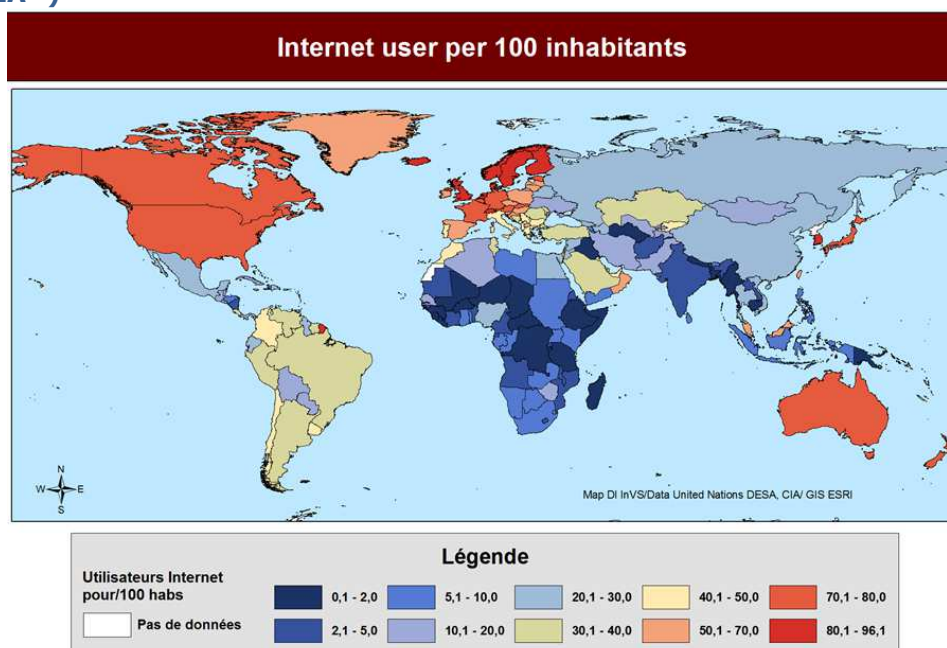 Internet user per 100 inhabitants
N
W E
S
Map DI InVS/Data United Nations DESA, CIA/ GIS ESRI
Légende
Utilisateurs Internet
pour/100 habs
Pas de données
0,1 - 2,0
5,1 - 10,0
20,1 - 30,0
40,1 - 50,0
70,1 - 80,0
2,1 - 5,0
10,1 - 20,0
30,1 - 40,0
50,1 - 70,0
80,1 - 96,1